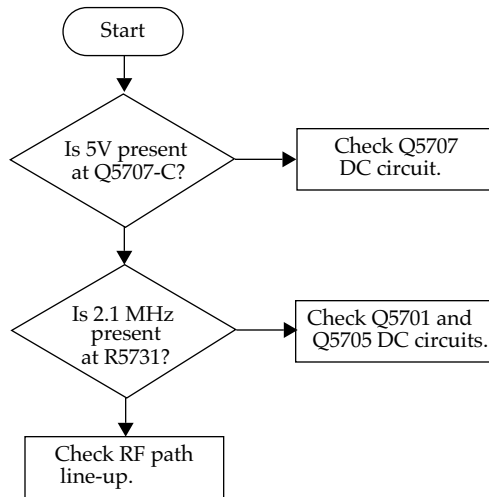 Start
Is 5V present
at Q5707-C?
Check Q5707
DC circuit.
Is 2.1 MHz
present
at R5731?
Check Q5701 and
Q5705 DC circuits.
Check RF path
line-up.